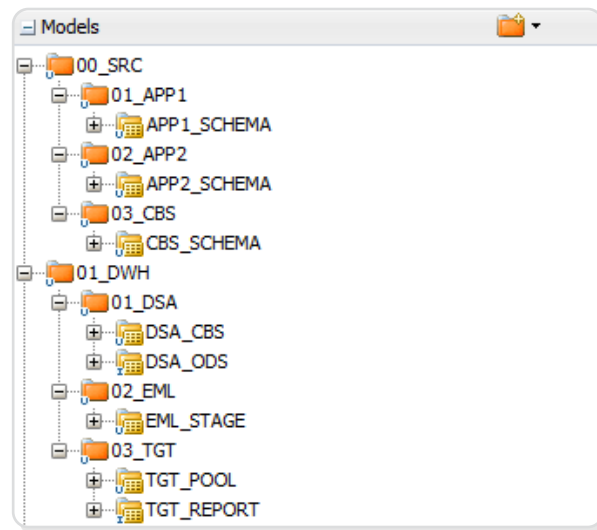 Models
00_SRC
01_APP1
APP1_SCHEMA
02_APP2
APP2_SCHEMA
03_CBS
CBS_SCHEMA
01_DWH
01_DSA
DSA_CBS
DSA_ODS
02_EML
EML_STAGE
03_TGT
TGT_POOL
TGT_REPORT